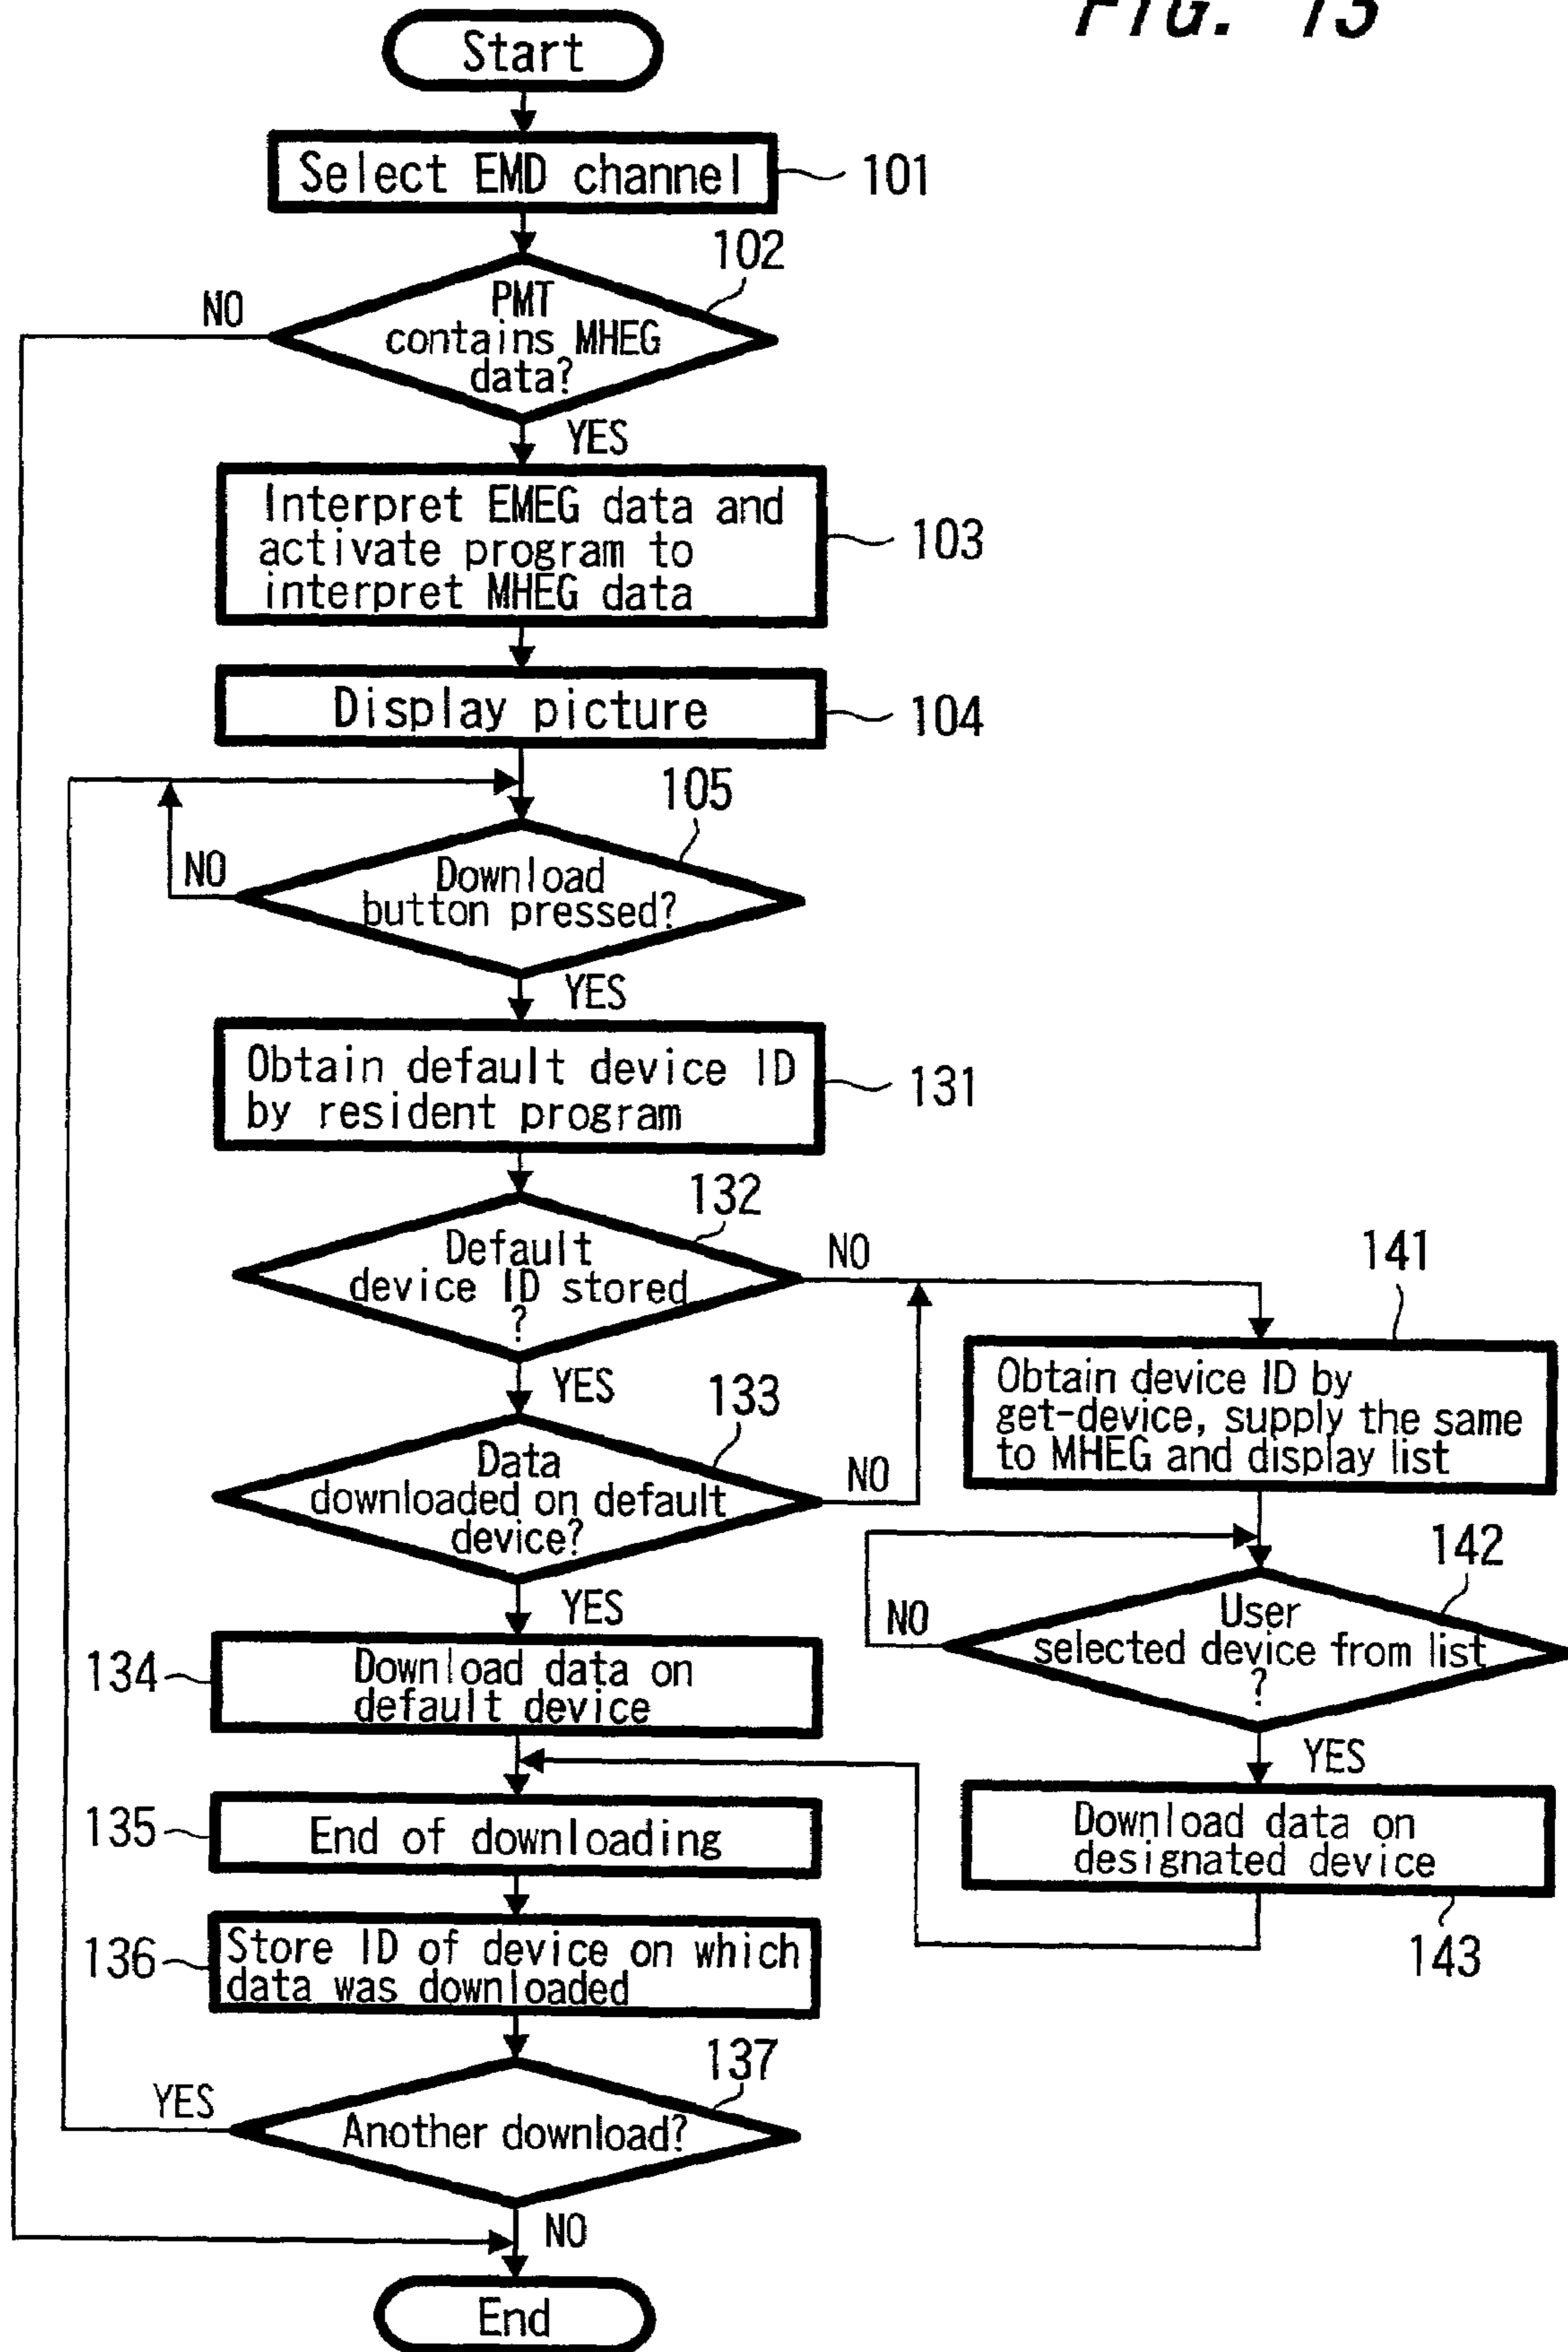 FIG. 13
Start
Select EMD channel
101
102
NO
PMT
contains MHEG
data?
YES
Interpret EMEG data and
activate program to
interpret MHEG data
103
Display picture
104
105
NO
Download
button pressed?
YES
Obtain default device ID
by resident program
131
132
Default
device ID stored
?
NO
YES
133
Data
downloaded on default
device?
NO
YES
134
Download data on
default device
135
End of downloading
136
Store ID of device on which
data was downloaded
137
YES
Another download?
NO
End
141
Obtain device ID by
get-device, supply the same
to MHEG and display list
142
NO
User
selected device from list
?
YES
Download data on
designated device
143